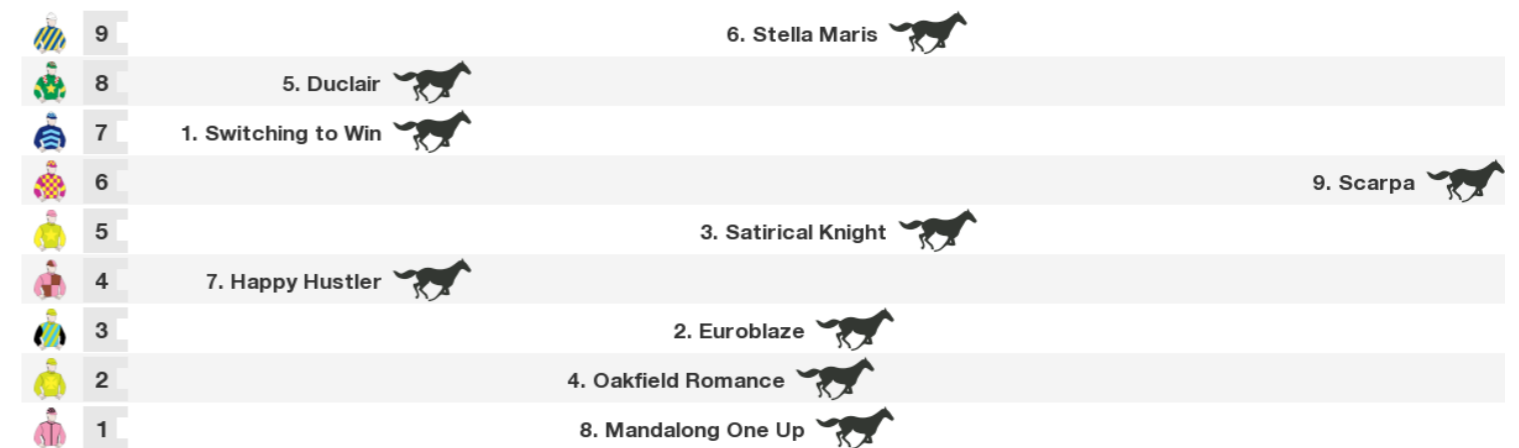 9 6. Stella Maris
8 5. Duclair
7 1. Switching to Win
6 9. Scarpa
5 3. Satirical Knight
4 7. Happy Hustler
3 2. Euroblaze
2 4. Oakfield Romance
1 8. Mandalong One Up